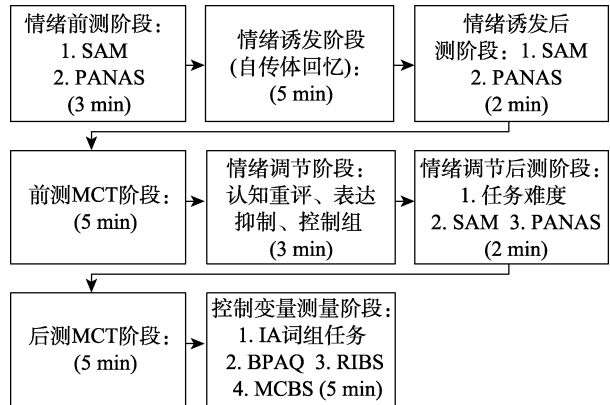 情绪前测阶段:
1. SAM
2. PANAS
(3 min)
情绪诱发阶段
(自传体回忆):
(5 min)
情绪诱发后
测阶段: 1. SAM
2. PANAS
(2 min)
前测MCT阶段:
(5 min)
情绪调节阶段:
认知重评、表达
抑制、控制组
(3 min)
情绪调节后测阶段:
1. 任务难度
2. SAM 3. PANAS
(2 min)
后测MCT阶段:
(5 min)
控制变量测量阶段:
1. IA词组任务
2. BPAQ 3. RIBS
4. MCBS (5 min)